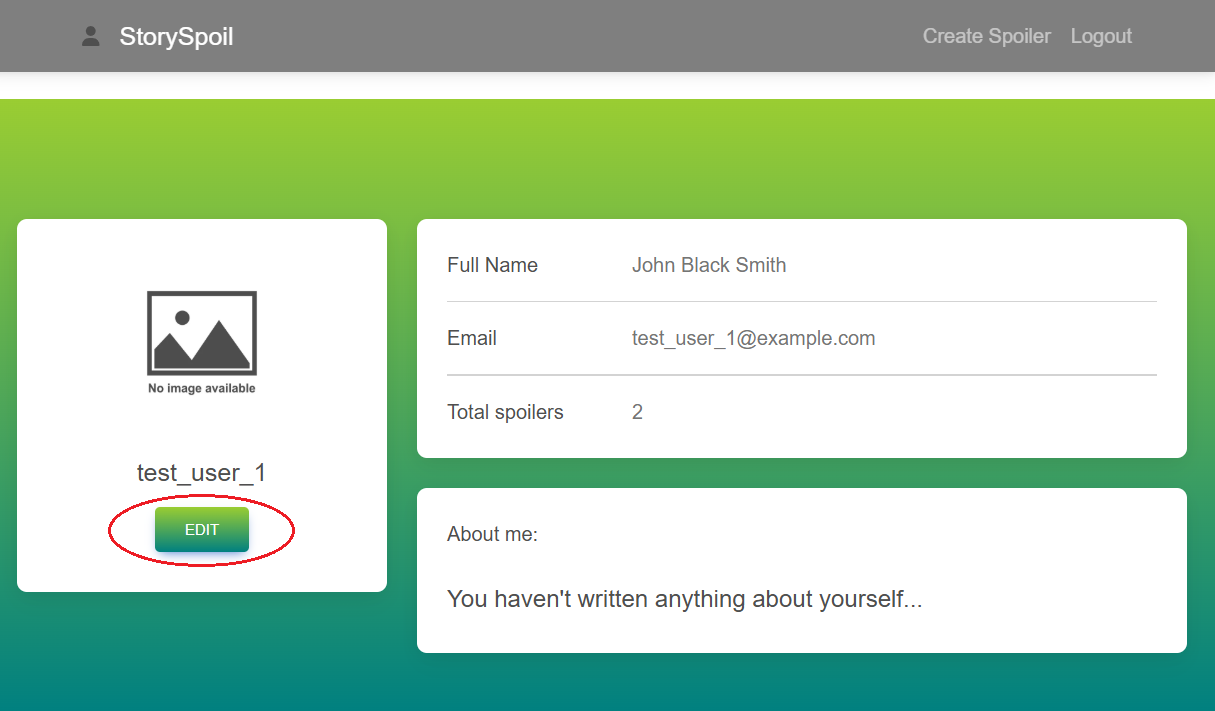 StorySpoil
Create Spoiler Logout
No image available
test_user_1
EDIT
Full Name John Black Smith
Email test_user_1@example.com
Total spoilers 2
About me:
You haven't written anything about yourself...